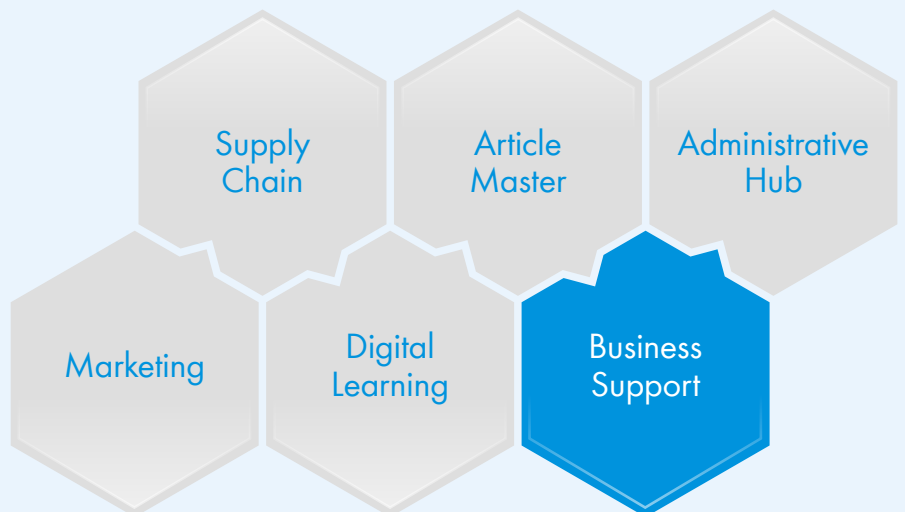 Supply
Chain
Article
Master
Administrative
Hub
Marketing
Digital
Learning
Business
Support